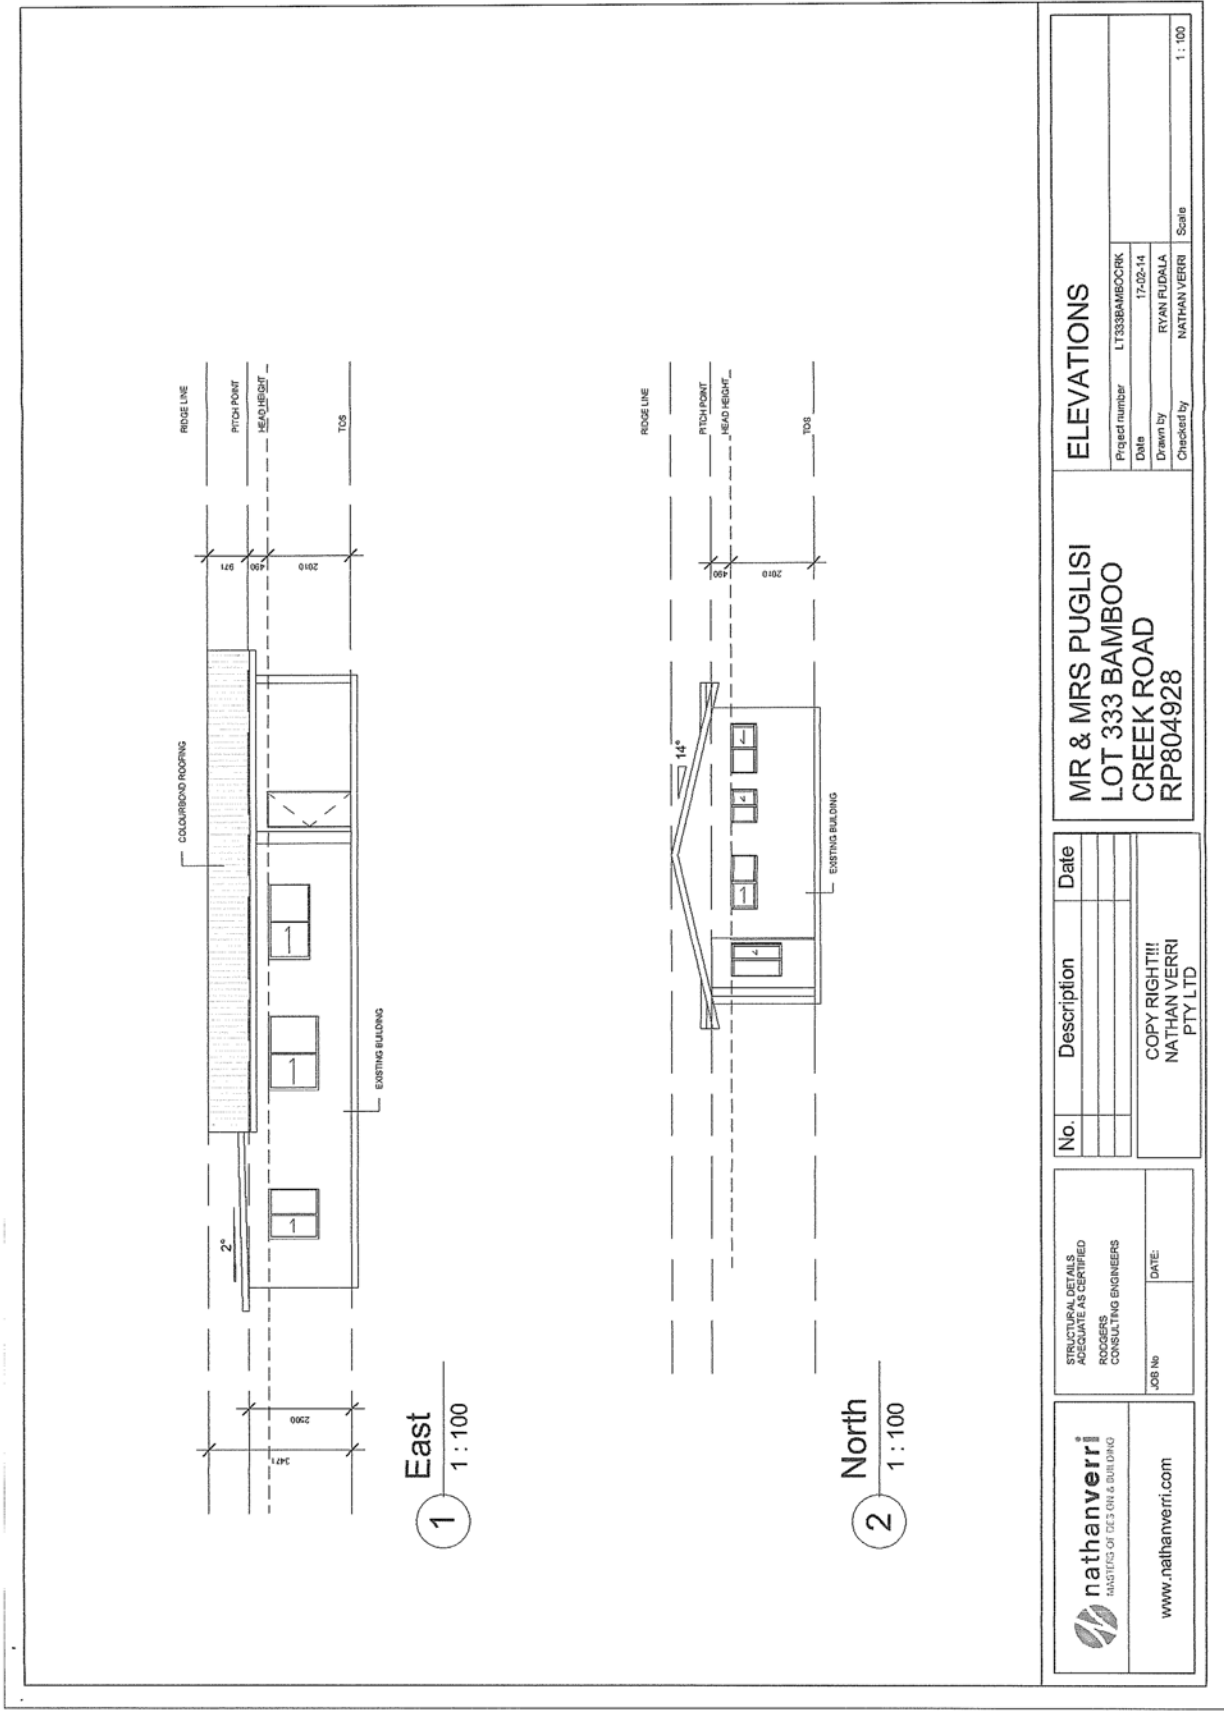 RIDGE LINE
PITCH POINT
HEAD HEIGHT
TOS
COLOURBOND ROOFING
971
490
2010
2°
EXISTING BUILDING
2500
3471
1
East
1 : 100
RIDGE LINE
PITCH POINT
HEAD HEIGHT
TOS
490
2010
14°
EXISTING BUILDING
2
North
1 : 100
nathanverri
MASTERS OF DESIGN & BUILDING
www.nathanverri.com
STRUCTURAL DETAILS
ADEQUATE AS CERTIFIED
RODGERS
CONSULTING ENGINEERS
JOB No
DATE:
No. Description Date
COPY RIGHT!!!
NATHAN VERRI
PTY LTD
MR & MRS PUGLISI
LOT 333 BAMBOO
CREEK ROAD
RP804928
ELEVATIONS
Project number LT333BAMBOCRK
Date 17-02-14
Drawn by RYAN FUDALA
Checked by NATHAN VERRI
Scale 1 : 100